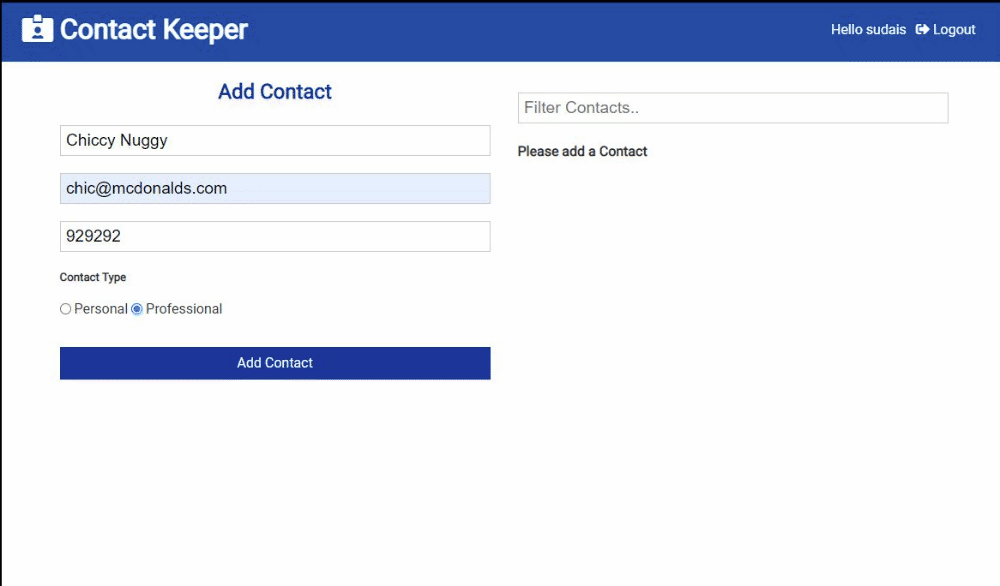 Contact Keeper
Hello sudais Logout
Add Contact
Chiccy Nuggy
chic@mcdonalds.com
929292
Contact Type
Personal Professional
Add Contact
Filter Contacts..
Please add a Contact